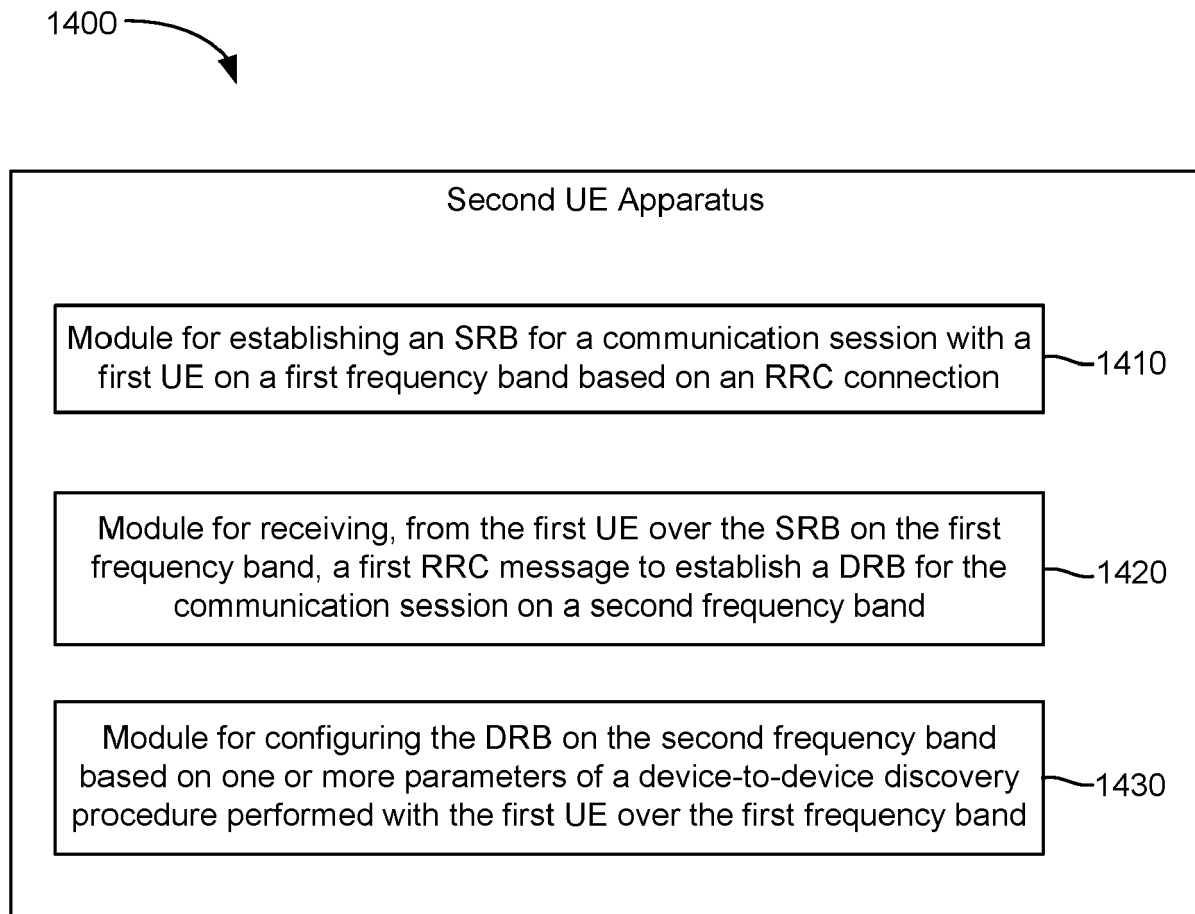 1400
Second UE Apparatus
Module for establishing an SRB for a communication session with a
first UE on a first frequency band based on an RRC connection
1410
Module for receiving, from the first UE over the SRB on the first
frequency band, a first RRC message to establish a DRB for the
communication session on a second frequency band
1420
Module for configuring the DRB on the second frequency band
based on one or more parameters of a device-to-device discovery
procedure performed with the first UE over the first frequency band
1430